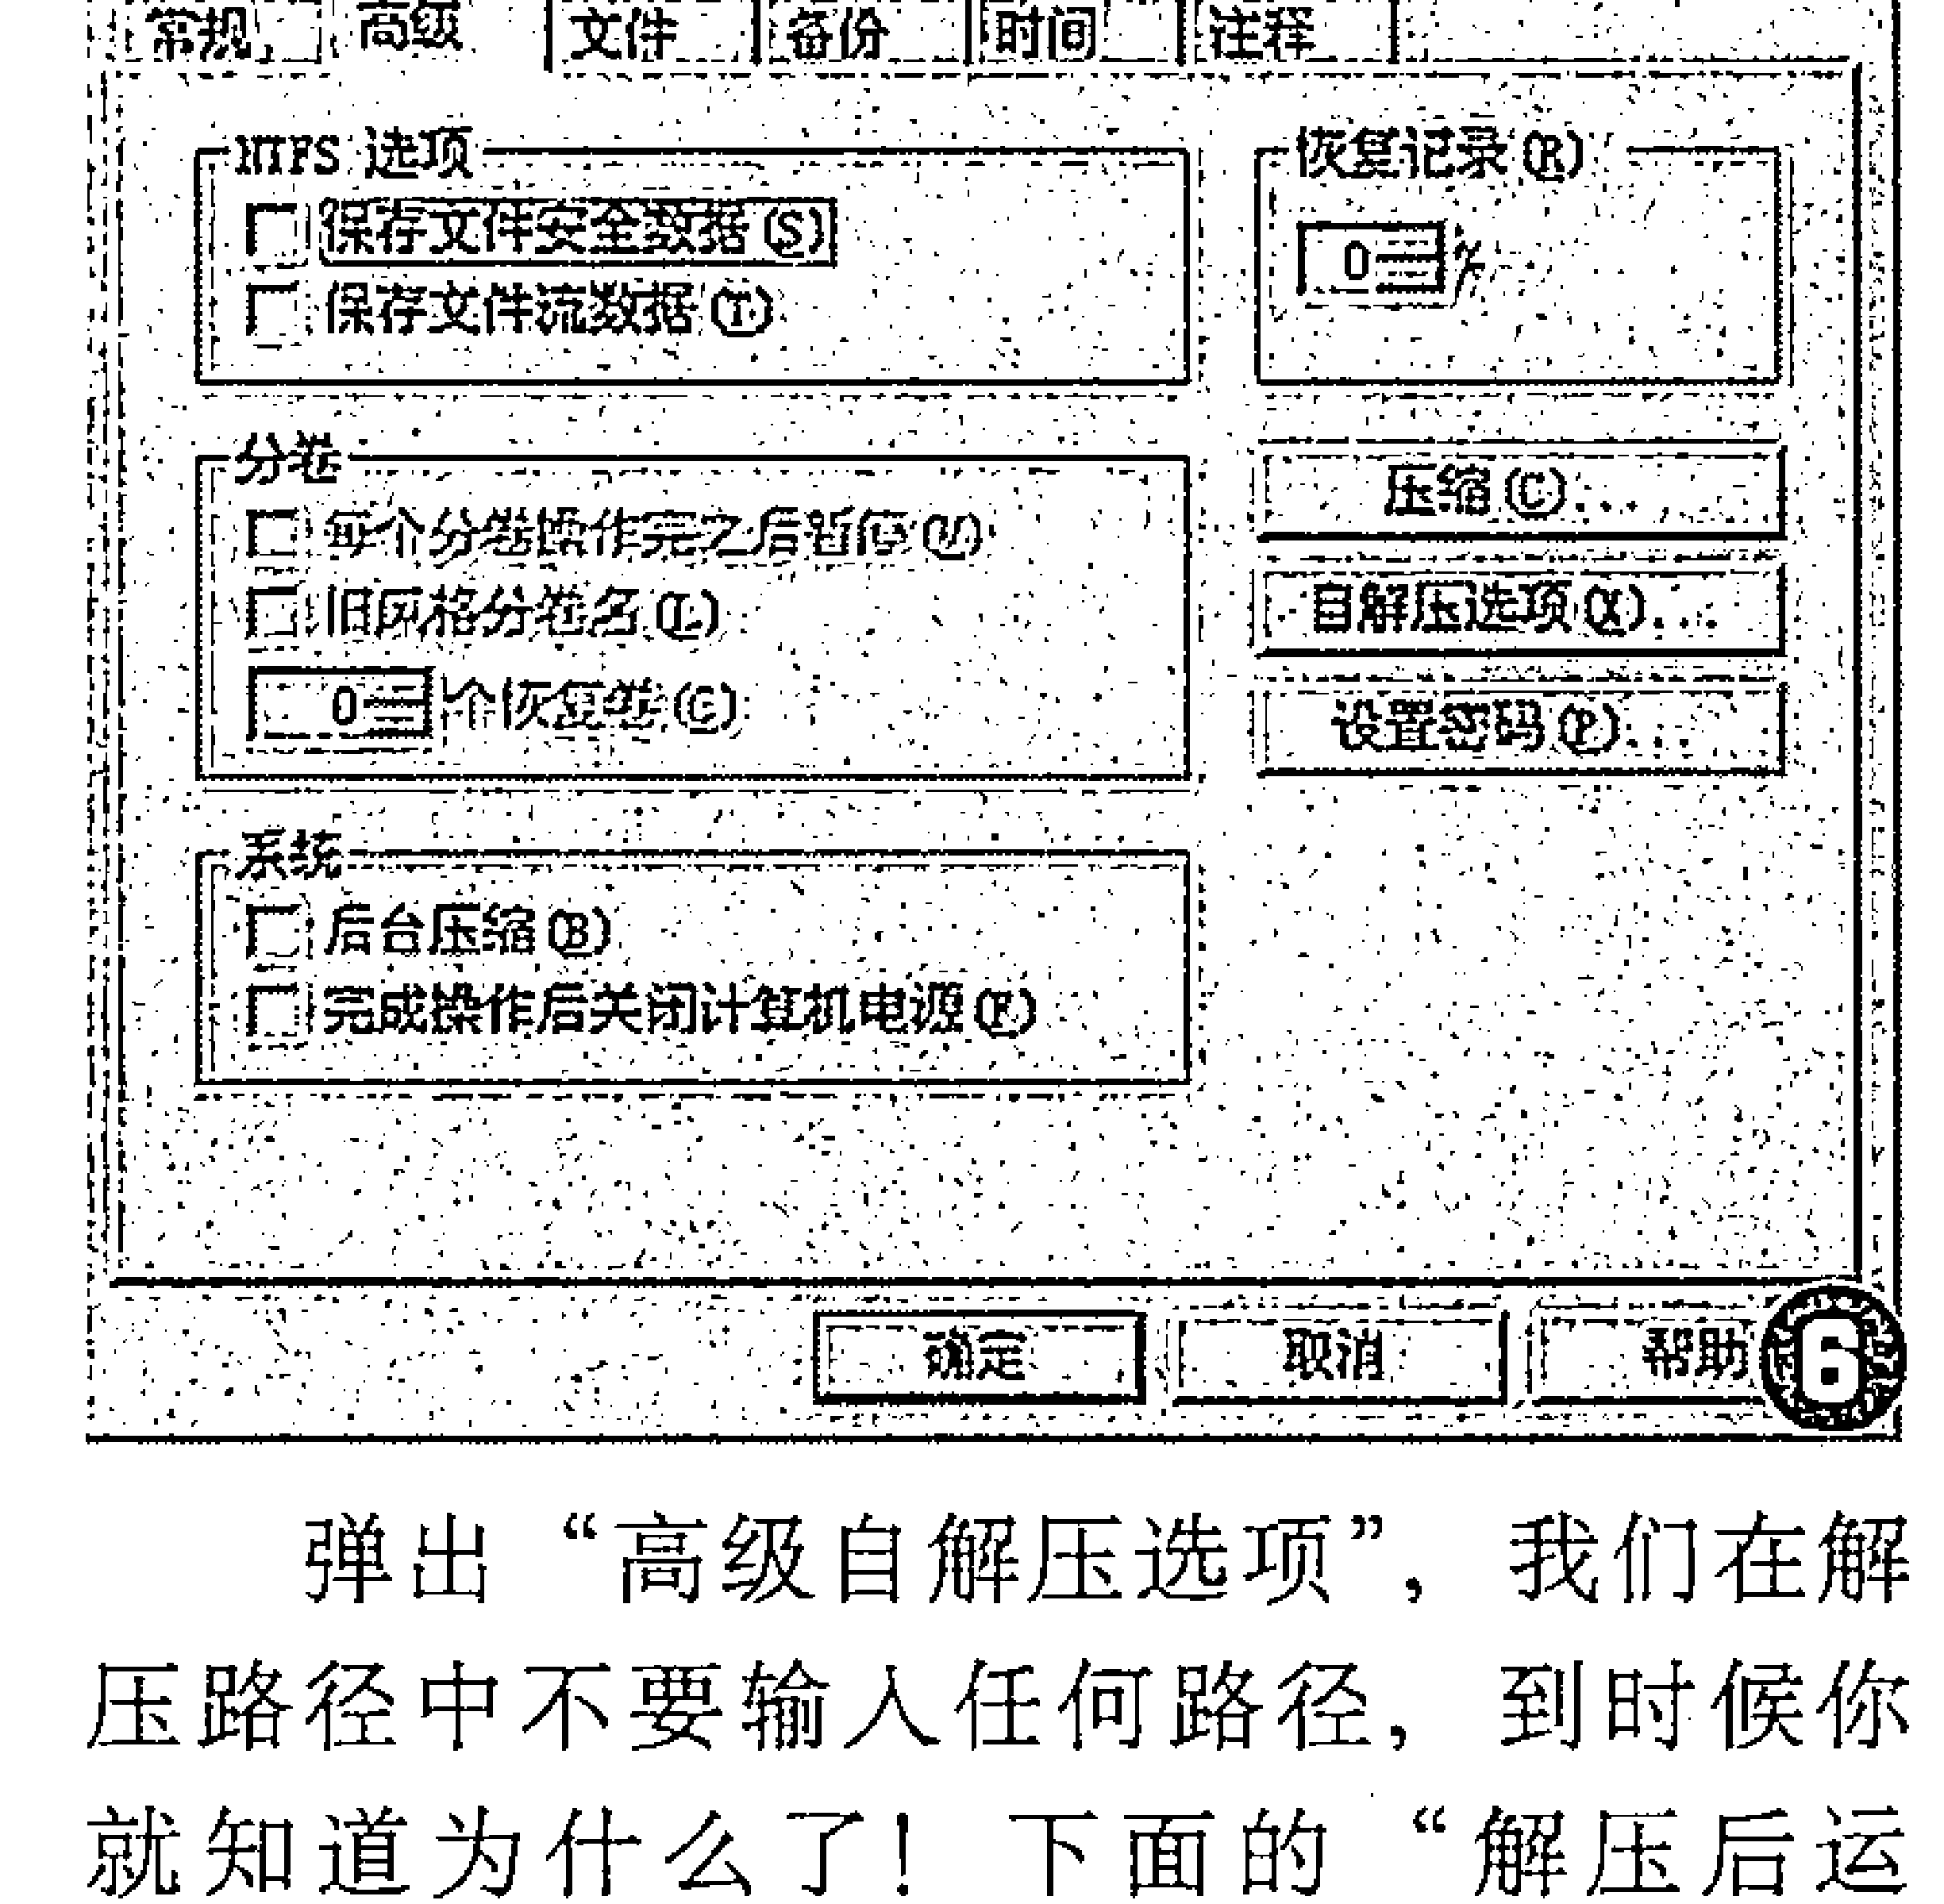 常规 高级 文件 备份 时间 注释
NTFS 选项 恢复记录(R)
保存文件安全数据(S)
0 %
保存文件流数据(T)
分卷
压缩(C)...
每个分卷操作完之后暂停(U)
旧风格分卷名(L) 自解压选项(X)...
0 个恢复卷(C) 设置密码(P)...
系统
后台压缩(B)
完成操作后关闭计算机电源(F)
确定 取消 帮助 6
弹出“高级自解压选项”，我们在解
压路径中不要输入任何路径，到时候你
就知道为什么了！下面的“解压后运